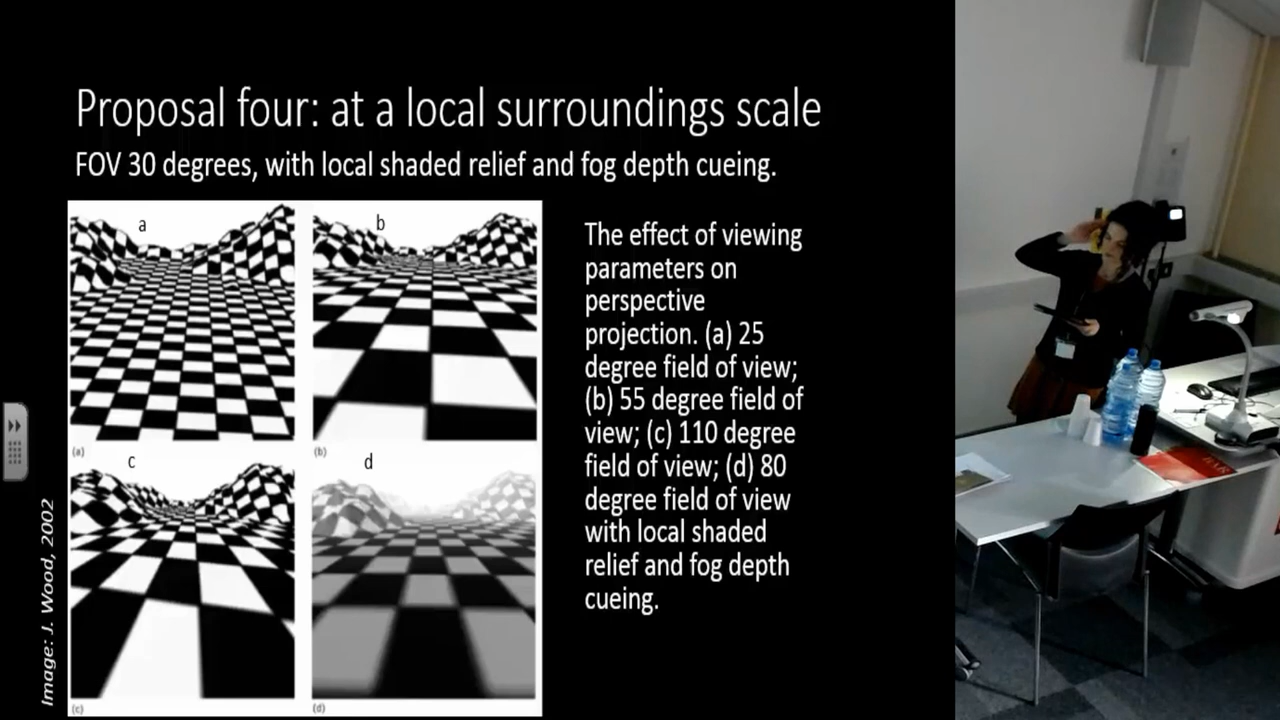 Proposal four: at a local surroundings scale
FOV 30 degrees, with local shaded relief and fog depth cueing.
a
b
(a)
(b)
c
d
(c)
(d)
Image: J. Wood, 2002
The effect of viewing
parameters on
perspective
projection. (a) 25
degree field of view;
(b) 55 degree field of
view; (c) 110 degree
field of view; (d) 80
degree field of view
with local shaded
relief and fog depth
cueing.
BAR